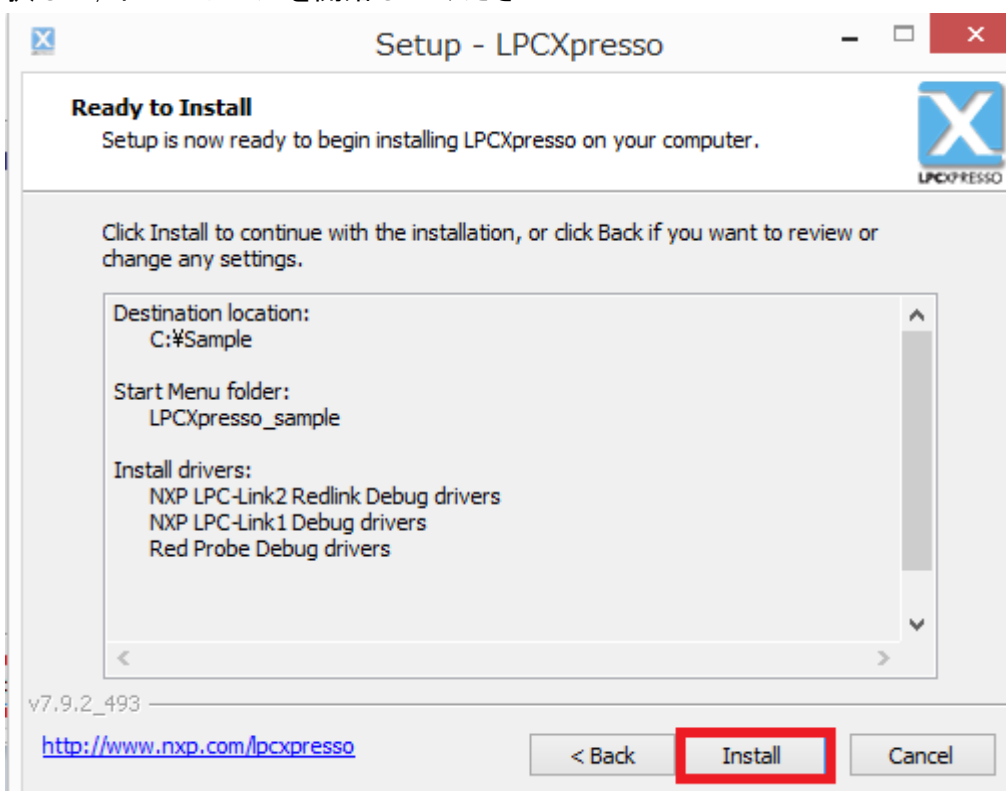 Setup - LPCXpresso
Ready to Install
Setup is now ready to begin installing LPCXpresso on your computer.
LPCXPRESSO
Click Install to continue with the installation, or click Back if you want to review or
change any settings.
Destination location:
C:¥Sample
Start Menu folder:
LPCXpresso_sample
Install drivers:
NXP LPC-Link2 Redlink Debug drivers
NXP LPC-Link1 Debug drivers
Red Probe Debug drivers
v7.9.2_493
http://www.nxp.com/lpcxpresso
< Back
Install
Cancel